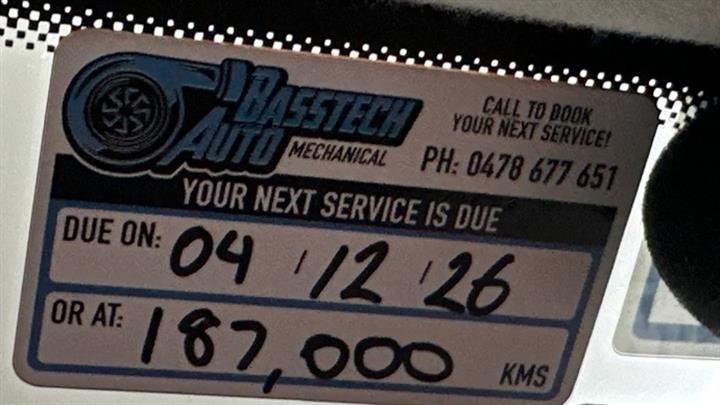 BASSTECH
AUTO MECHANICAL
CALL TO BOOK
YOUR NEXT SERVICE!
PH: 0478 677 651
YOUR NEXT SERVICE IS DUE
DUE ON: 04 / 12 / 26
OR AT: 187,000 KMS